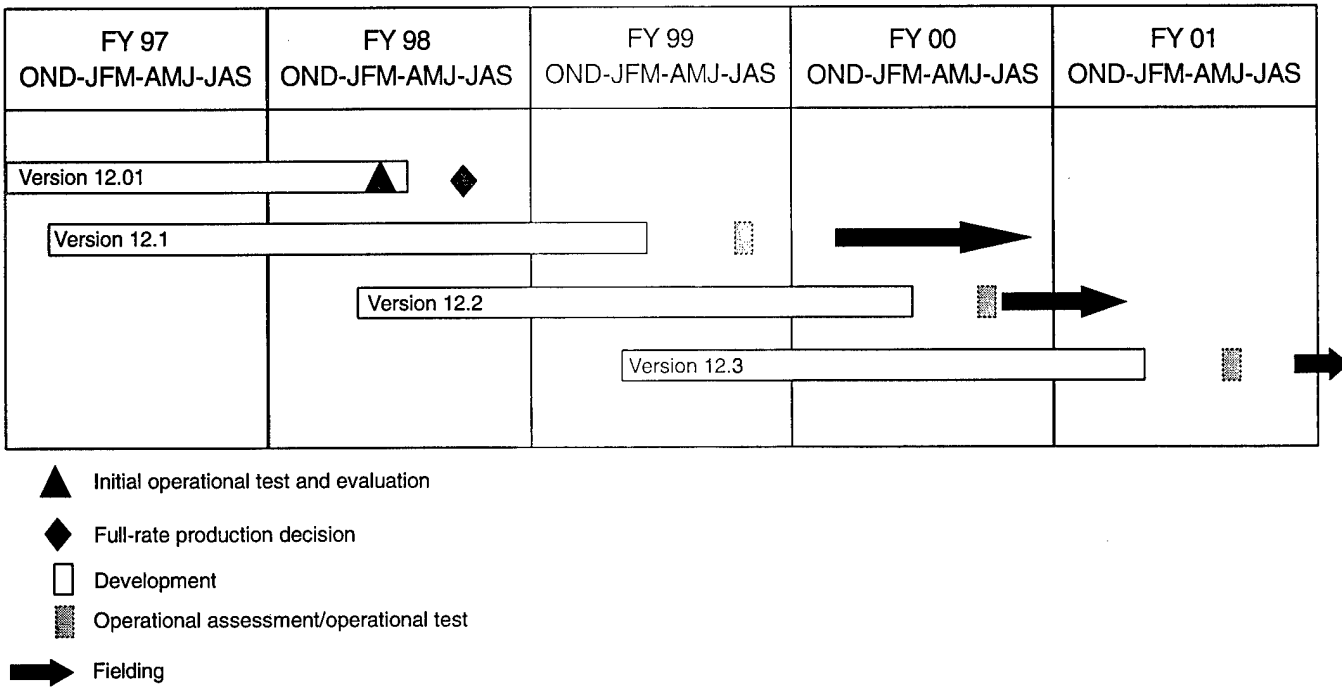 FY 97
OND-JFM-AMJ-JAS
FY 98
OND-JFM-AMJ-JAS
FY 99
OND-JFM-AMJ-JAS
FY 00
OND-JFM-AMJ-JAS
FY 01
OND-JFM-AMJ-JAS
Version 12.01
Version 12.1
Version 12.2
Version 12.3
Initial operational test and evaluation
Full-rate production decision
Development
Operational assessment/operational test
Fielding